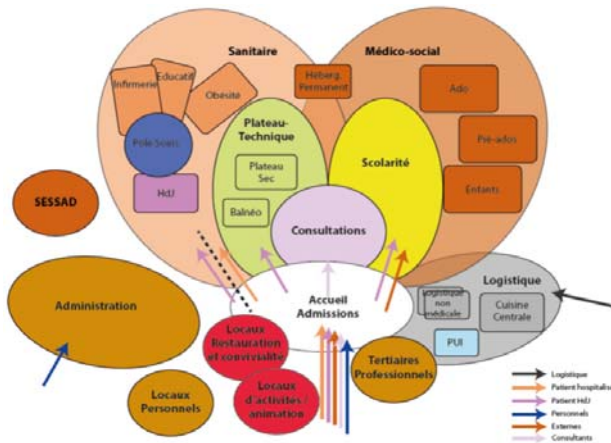 Sanitaire
Médico-social
Infirmerie
Educatif
Obésité
Héberg.
Permanent
Ado
Plateau-
Technique
Pole Soins
Plateau
Sec
Scolarité
Pré-ados
HdJ
Balnéo
Enfants
SESSAD
Consultations
Administration
Accueil
Admissions
Logistique
Logistique
non
médicale
Cuisine
Centrale
PUI
Locaux
Restauration
et convivialité
Tertiaires
Professionnels
Locaux
Personnels
Locaux
d'activités /
animation
Logistique
Patient hospitalisé
Patient HdJ
Personnels
Externes
Consultants